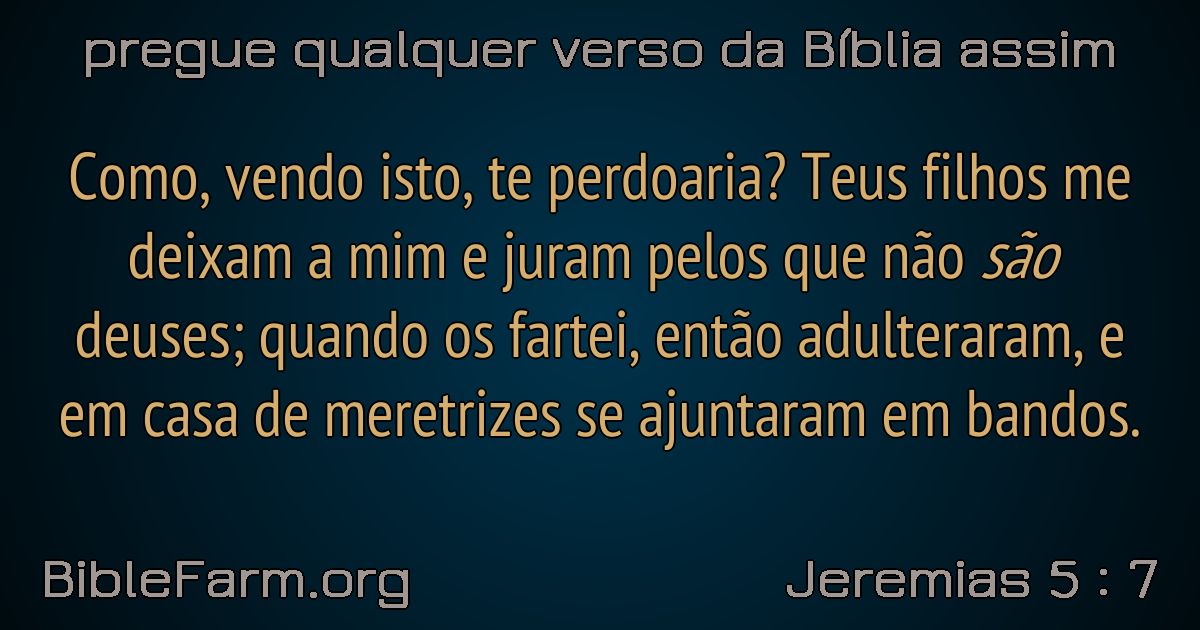 pregue qualquer verso da Bíblia assim
Como, vendo isto, te perdoaria? Teus filhos me
deixam a mim e juram pelos que não são
deuses; quando os fartei, então adulteraram, e
em casa de meretrizes se ajuntaram em bandos.
BibleFarm.org
Jeremias 5 : 7